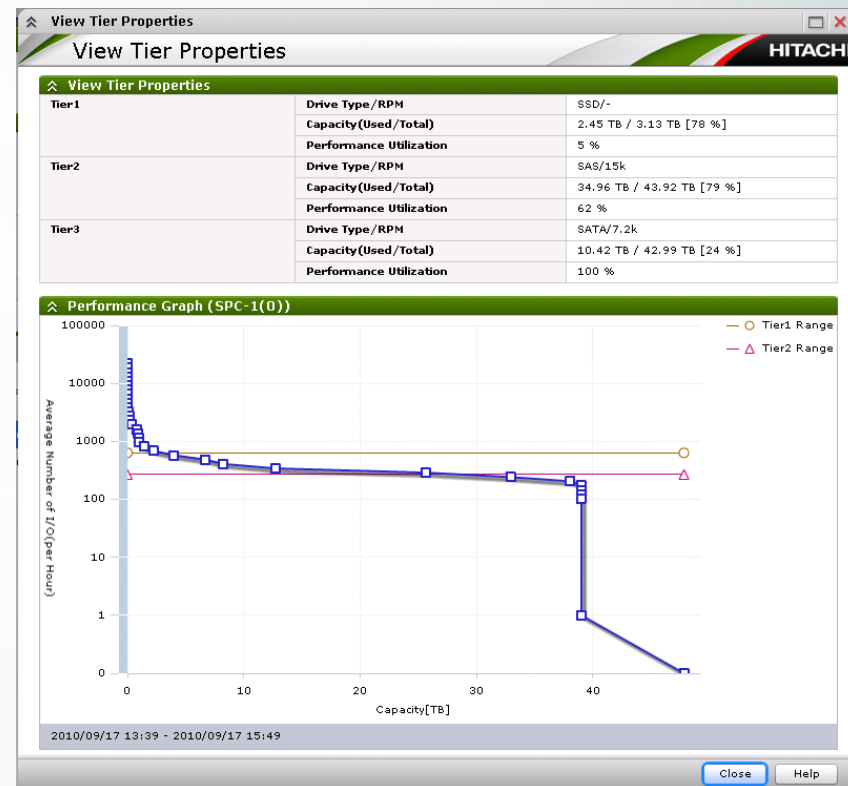 View Tier Properties
View Tier Properties
HITACHI
View Tier Properties
Tier1 Drive Type/RPM SSD/-
Capacity(Used/Total) 2.45 TB / 3.13 TB [78 %]
Performance Utilization 5 %
Tier2 Drive Type/RPM SAS/15k
Capacity(Used/Total) 34.96 TB / 43.92 TB [79 %]
Performance Utilization 62 %
Tier3 Drive Type/RPM SATA/7.2k
Capacity(Used/Total) 10.42 TB / 42.99 TB [24 %]
Performance Utilization 100 %
Performance Graph (SPC-1(0))
100000
10000
1000
100
10
1
0
Average Number of I/O(per Hour)
Tier1 Range
Tier2 Range
0 10 20 30 40
Capacity[TB]
2010/09/17 13:39 - 2010/09/17 15:49
Close Help